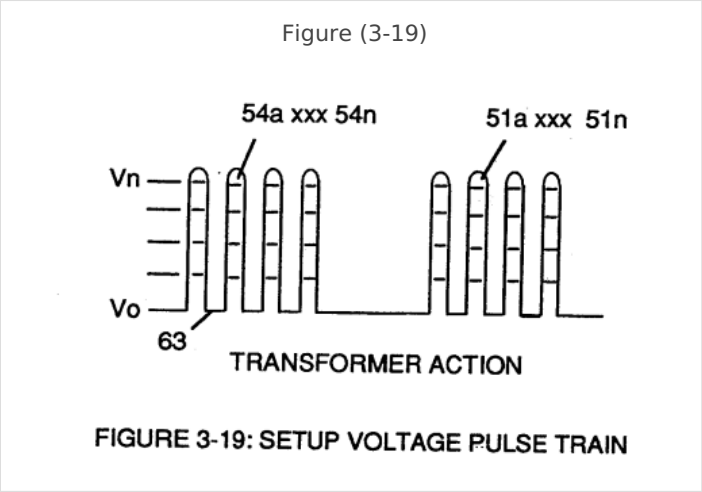 Figure (3-19)
54a xxx 54n
51a xxx 51n
Vn
Vo
63
TRANSFORMER ACTION
FIGURE 3-19: SETUP VOLTAGE PULSE TRAIN